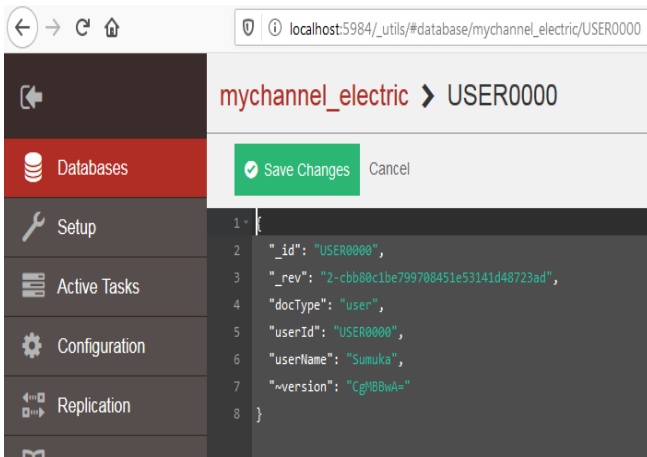 localhost:5984/_utils/#database/mychannel_electric/USER0000
mychannel_electric > USER0000
Databases
Save Changes Cancel
Setup
Active Tasks
Configuration
Replication
1 {
2 "_id": "USER0000",
3 "_rev": "2-cbb80c1be799708451e53141d48723ad",
4 "docType": "user",
5 "userId": "USER0000",
6 "userName": "Sumuka",
7 "~version": "CgMBBwA="
8 }